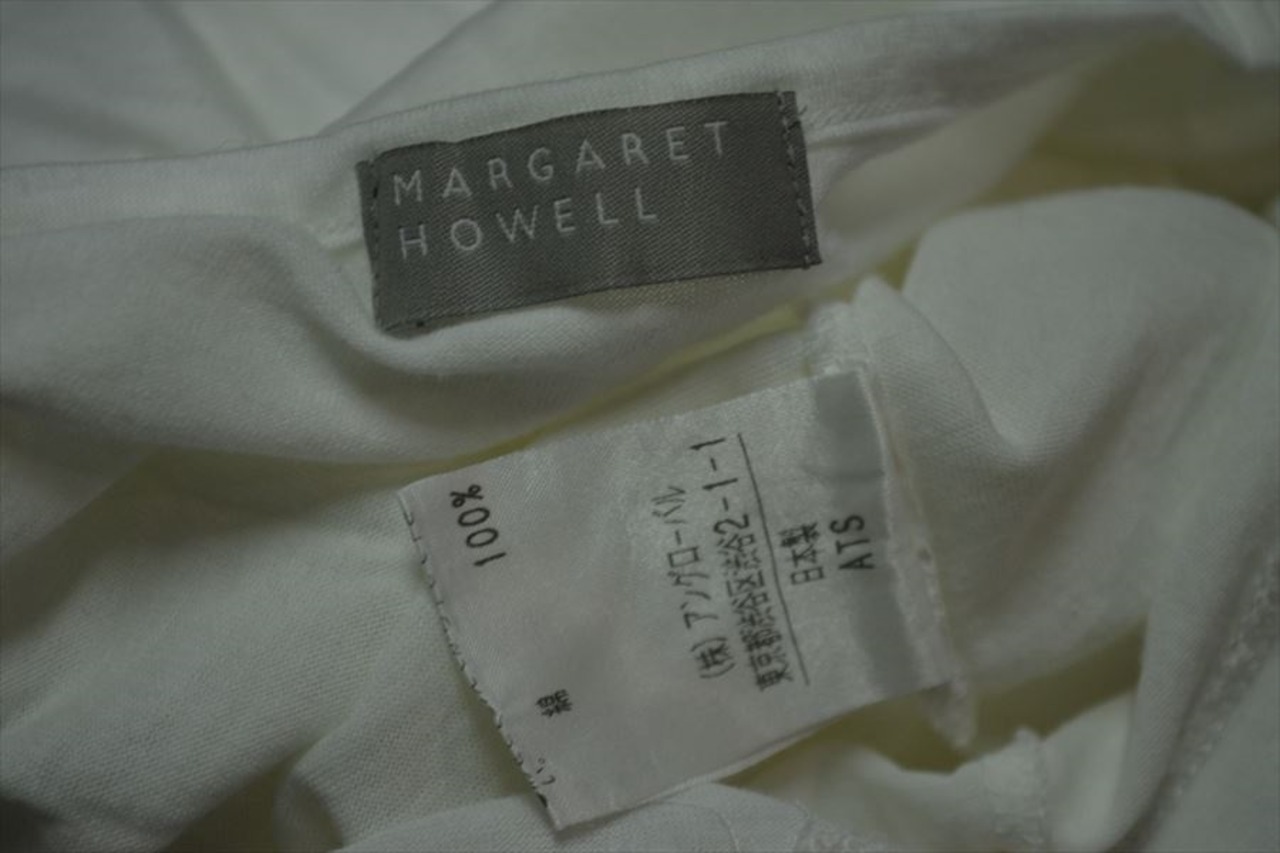 MARGARET
HOWELL
綿 100%
(株)アングローバル
東京都渋谷区渋谷2-1-1
日本製
ATS